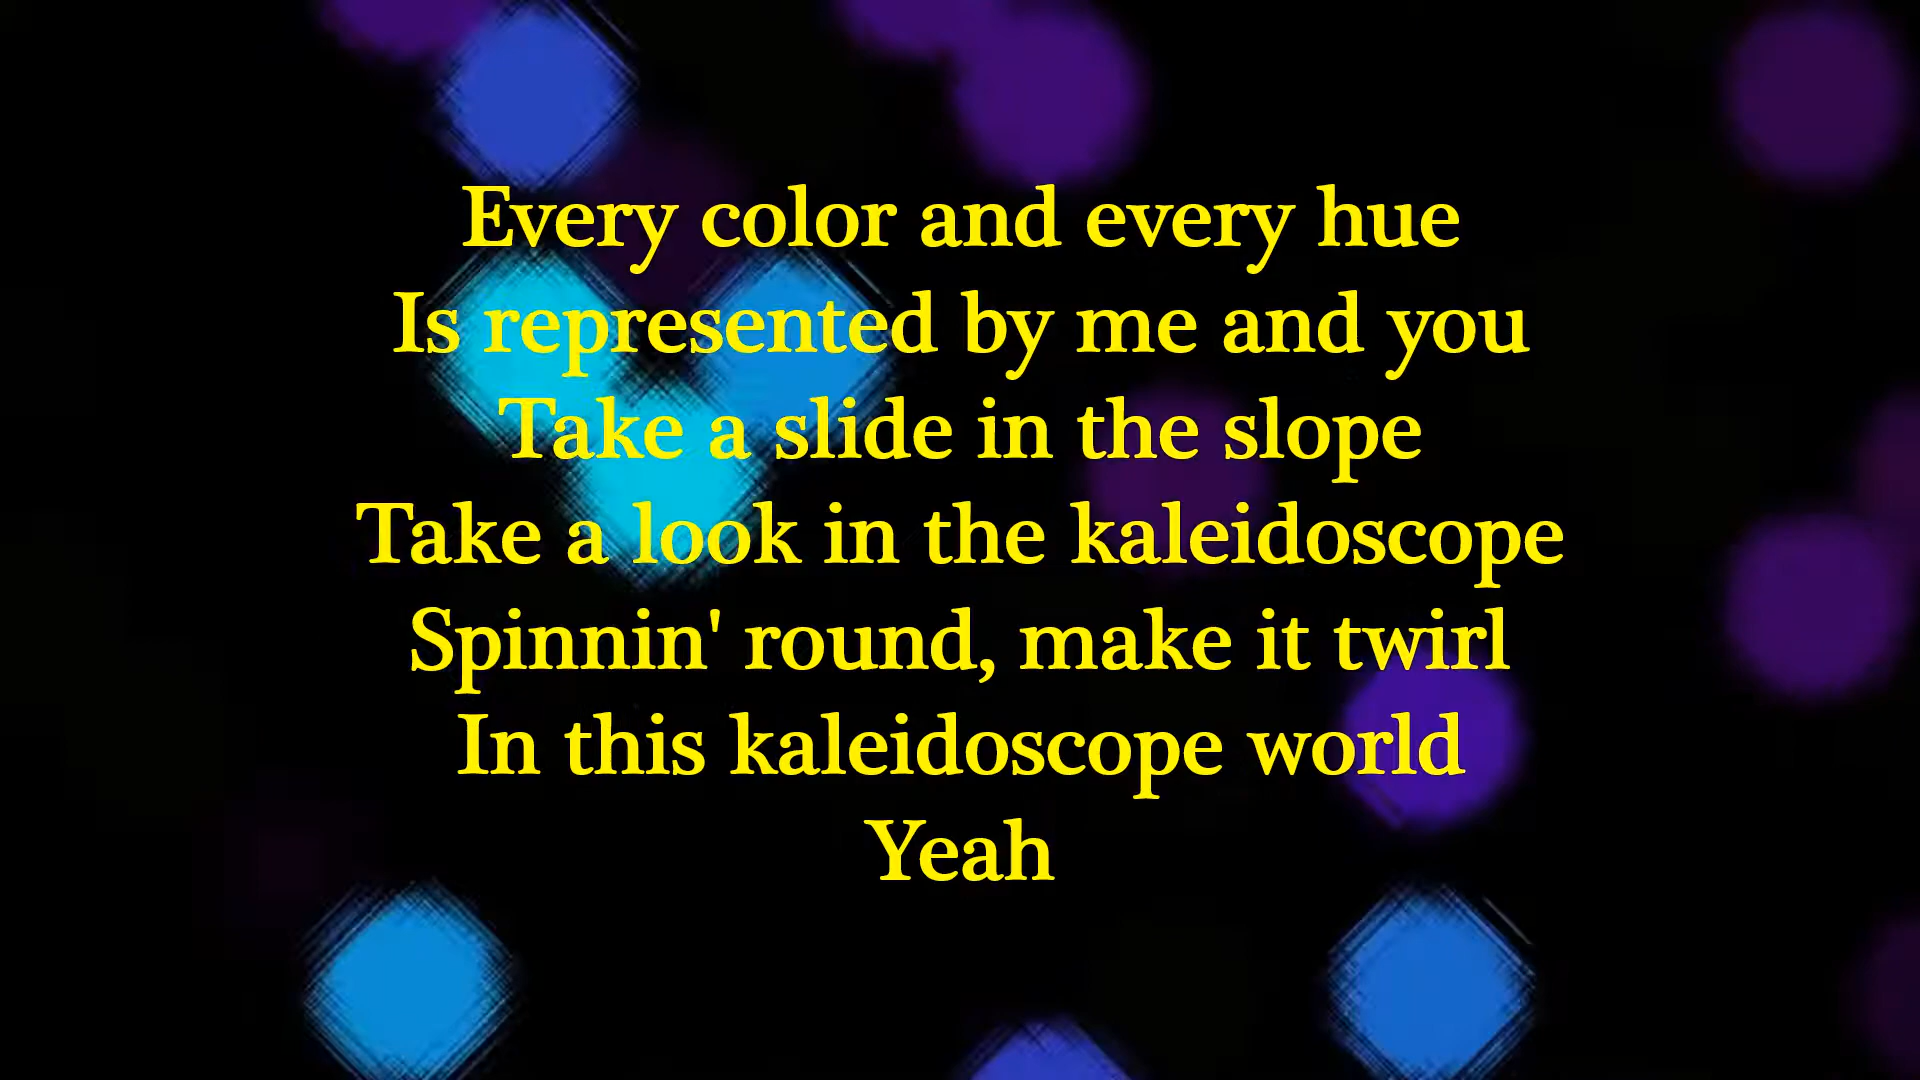 Every color and every hue
Is represented by me and you
Take a slide in the slope
Take a look in the kaleidoscope
Spinnin' round, make it twirl
In this kaleidoscope world
Yeah